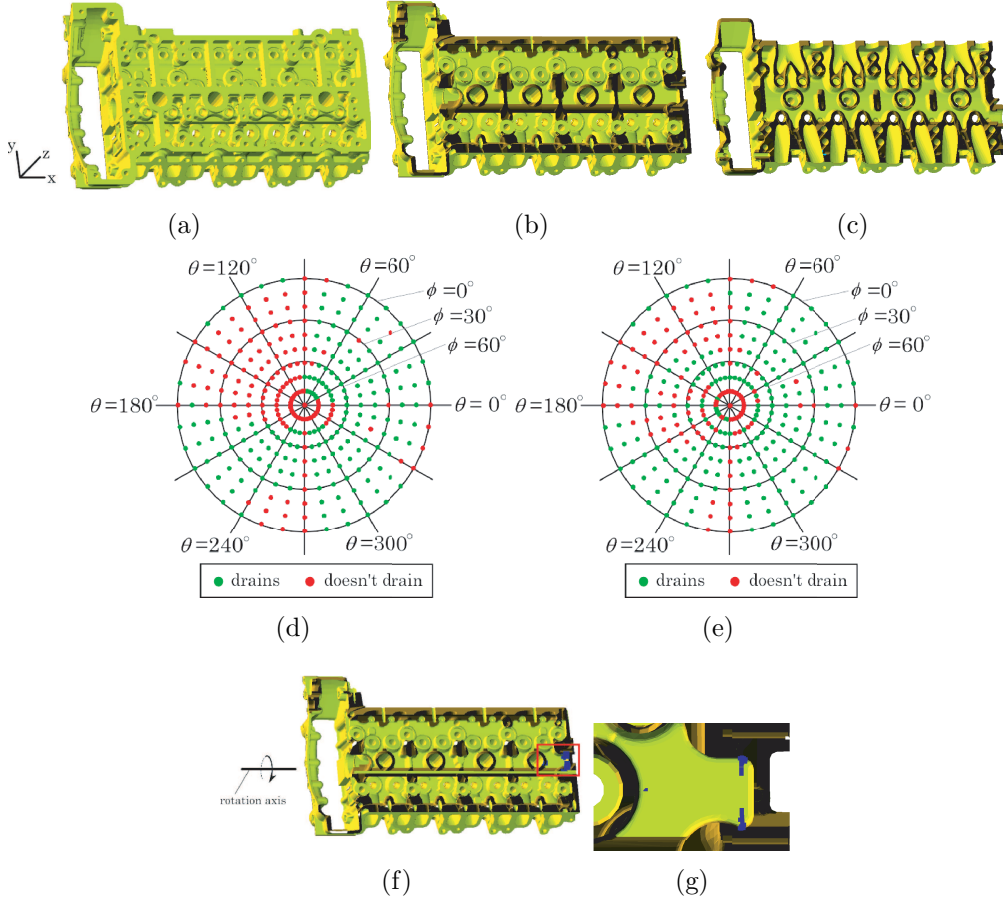 y
z
x
(a)
(b)
(c)
θ=120°
θ=60°
ϕ=0°
ϕ=30°
ϕ=60°
θ=180°
θ=0°
θ=240°
θ=300°
drains
doesn't drain
(d)
θ=120°
θ=60°
ϕ=0°
ϕ=30°
ϕ=60°
θ=180°
θ=0°
θ=240°
θ=300°
drains
doesn't drain
(e)
rotation axis
(f)
(g)